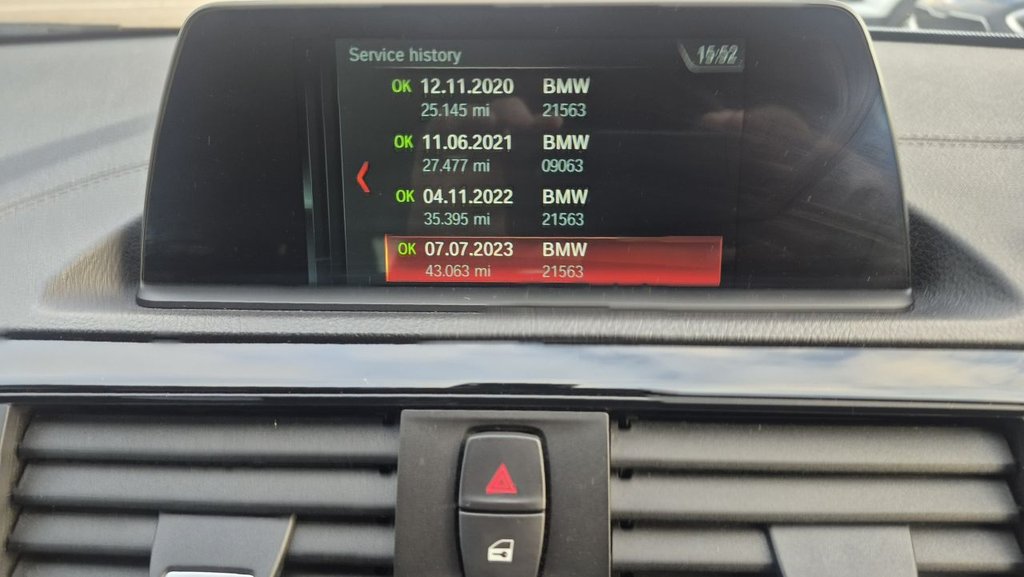 Service history 15:52
OK 12.11.2020 BMW
25.145 mi 21563
OK 11.06.2021 BMW
27.477 mi 09063
OK 04.11.2022 BMW
35.395 mi 21563
OK 07.07.2023 BMW
43.063 mi 21563